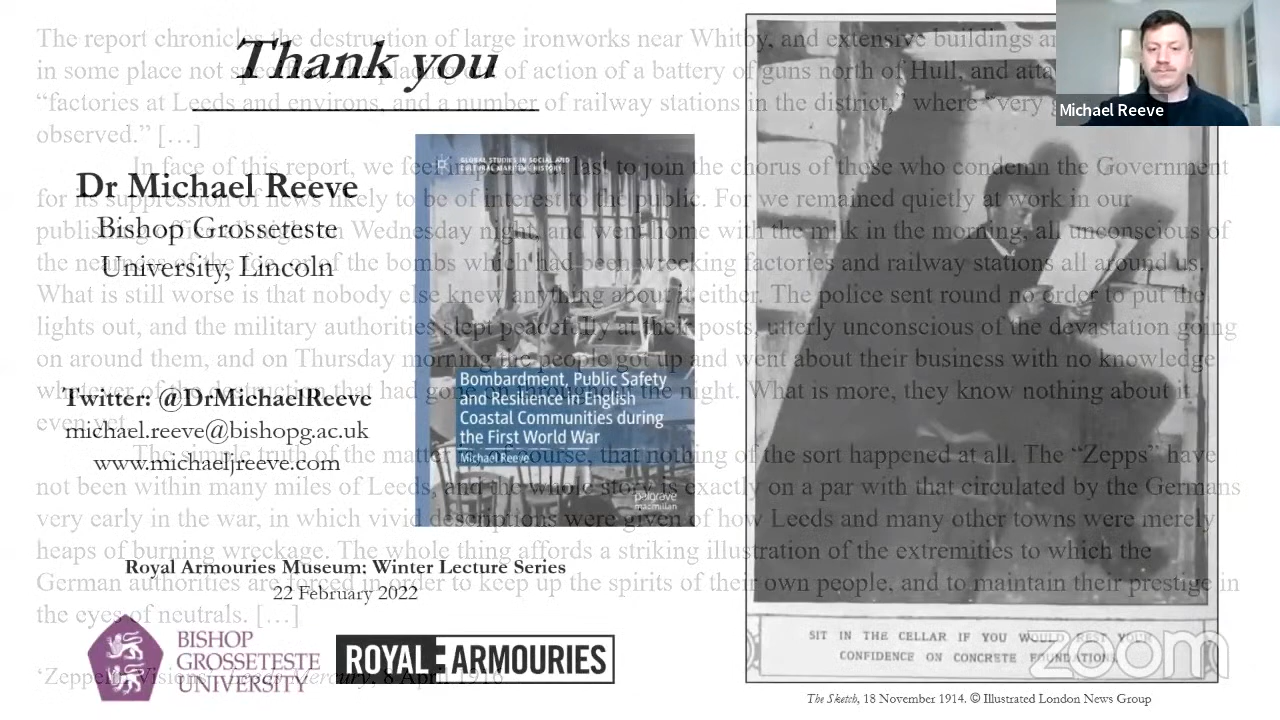 The report chronicles the destruction of large ironworks near Whitby, and extensive buildings
in some place not of action of a battery of guns north of Hull, and
“factories at Leeds and environs, and a number of railway stations in the district,” where “very
observed.” […]
In face of this report, we last to join the chorus of those who condemn the Government
for its suppression of news likely to be of interest to the public. For we remained quietly at work in our
on Wednesday night, and went home with the milk in the morning, all unconscious of
the of the bombs which had been wrecking factories and railway stations all around us.
What is still worse is that nobody else knew anything about it either. The police sent round no order to put the
lights out, and the military authorities slept peacefully at their posts, utterly unconscious of the devastation going
on around them, and on Thursday morning the people got up and went about their business with no knowledge
whatever of the destruction that had gone on throughout the night. What is more, they know nothing about it
even yet.
The simple truth of the matter course, that nothing of the sort happened at all. The “Zepps” have
not been within many miles of Leeds, and the whole story is exactly on a par with that circulated by the Germans
very early in the war, in which vivid descriptions were given of how Leeds and many other towns were merely
heaps of burning wreckage. The whole thing affords a striking illustration of the extremities to which the
German authorities are forced in order to keep up the spirits of their own people, and to maintain their prestige in
the eyes of neutrals. […]
Mercury, 8 April 1916
Thank you
Dr Michael Reeve
Bishop Grosseteste
University, Lincoln
Twitter: @DrMichaelReeve
michael.reeve@bishopg.ac.uk
www.michaeljreeve.com
GLOBAL STUDIES IN SOCIAL AND
CULTURAL MARITIME HISTORY
Bombardment, Public Safety
and Resilience in English
Coastal Communities during
the First World War
Michael Reeve
palgrave
macmillan
Royal Armouries Museum: Winter Lecture Series
22 February 2022
BISHOP
GROSSETESTE
UNIVERSITY
ROYAL ARMOURIES
Michael Reeve
SIT IN THE CELLAR IF YOU WOULD REST YOUR
CONFIDENCE ON CONCRETE FOUNDATIONS
zoom
The Sketch, 18 November 1914. © Illustrated London News Group